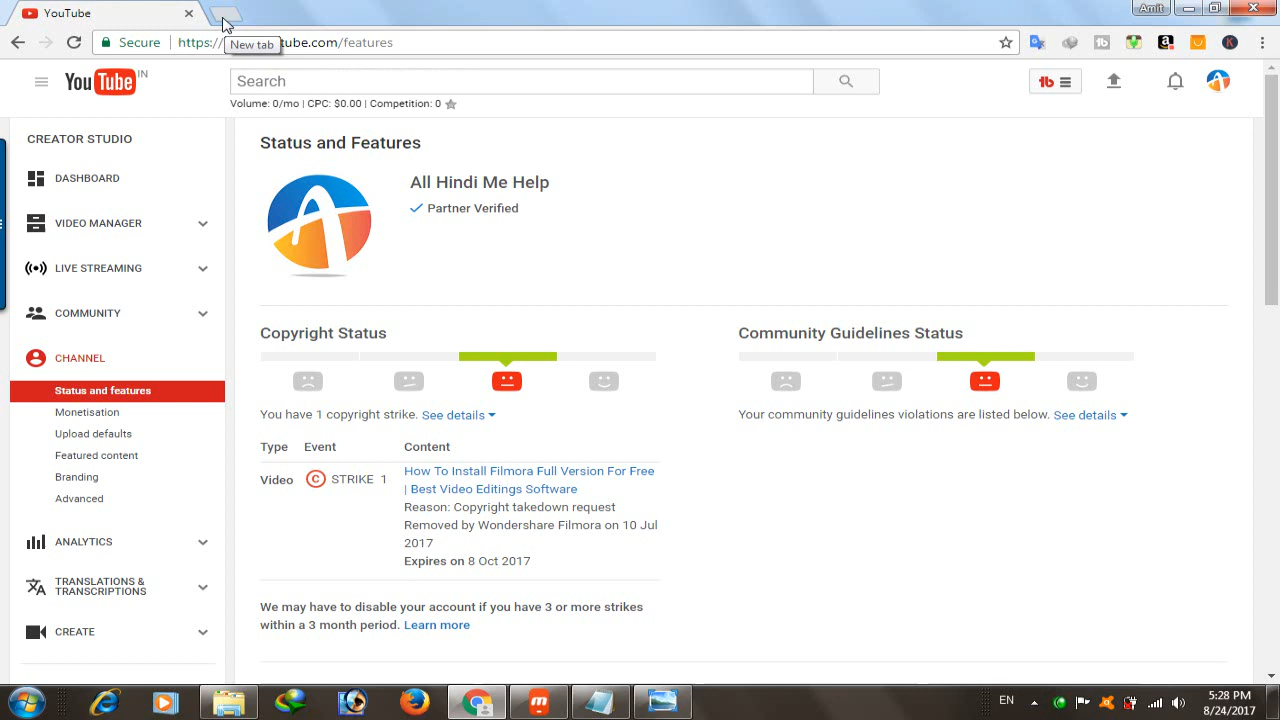 YouTube
Amit
Secure https://
tube.com/features
New tab
YouTube IN
Search
Volume: 0/mo | CPC: $0.00 | Competition: 0
CREATOR STUDIO
DASHBOARD
VIDEO MANAGER
LIVE STREAMING
COMMUNITY
CHANNEL
Status and features
Monetisation
Upload defaults
Featured content
Branding
Advanced
ANALYTICS
TRANSLATIONS &
TRANSCRIPTIONS
CREATE
Status and Features
All Hindi Me Help
Partner Verified
Copyright Status
You have 1 copyright strike. See details
Type Event Content
Video © STRIKE 1 How To Install Filmora Full Version For Free
| Best Video Editings Software
Reason: Copyright takedown request
Removed by Wondershare Filmora on 10 Jul
2017
Expires on 8 Oct 2017
We may have to disable your account if you have 3 or more strikes
within a 3 month period. Learn more
Community Guidelines Status
Your community guidelines violations are listed below. See details
EN
5:28 PM
8/24/2017